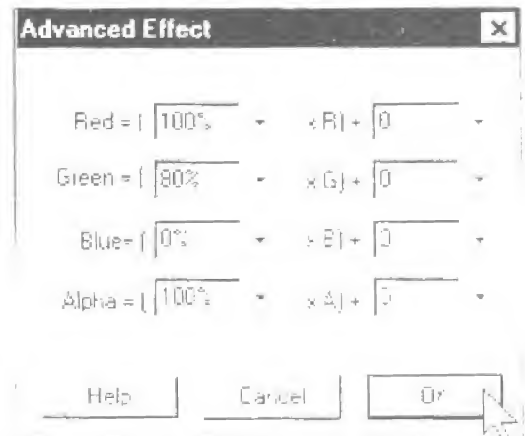 Advanced Effect
Red = ( 100% x R) + 0
Green = ( 80% x G) + 0
Blue= ( 0% x B) + 0
Alpha = ( 100% x A) + 0
Help Cancel OK